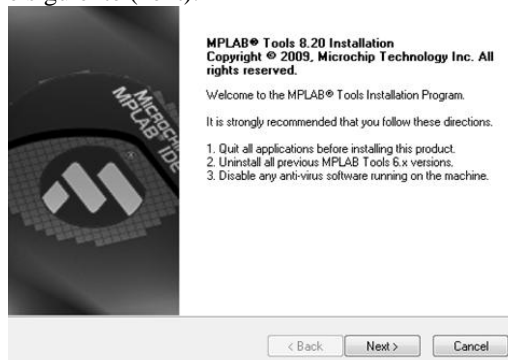 MPLAB® Tools 8.20 Installation
Copyright © 2009, Microchip Technology Inc. All
rights reserved.
Welcome to the MPLAB® Tools Installation Program.
It is strongly recommended that you follow these directions.
1. Quit all applications before installing this product.
2. Uninstall all previous MPLAB Tools 6.x versions.
3. Disable any anti-virus software running on the machine.
MICROCHIP
MPLAB IDE
< Back
Next >
Cancel